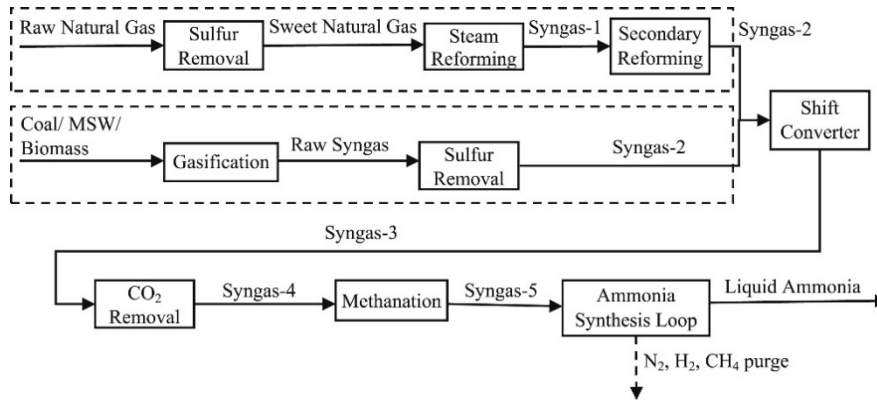 Raw Natural Gas
Sulfur
Removal
Sweet Natural Gas
Steam
Reforming
Syngas-1
Secondary
Reforming
Syngas-2
Coal/ MSW/
Biomass
Gasification
Raw Syngas
Sulfur
Removal
Syngas-2
Shift
Converter
Syngas-3
CO₂
Removal
Syngas-4
Methanation
Syngas-5
Ammonia
Synthesis Loop
Liquid Ammonia
N₂, H₂, CH₄ purge